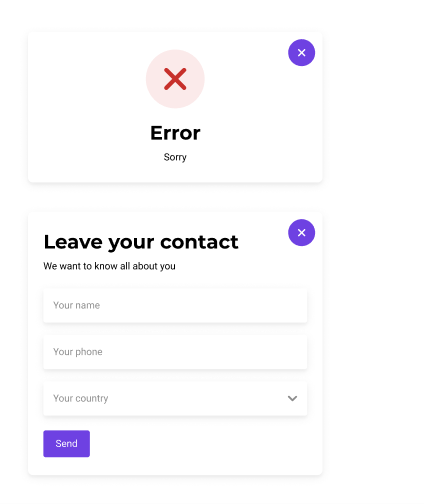 Error
Sorry
Leave your contact
We want to know all about you
Your name
Your phone
Your country
Send